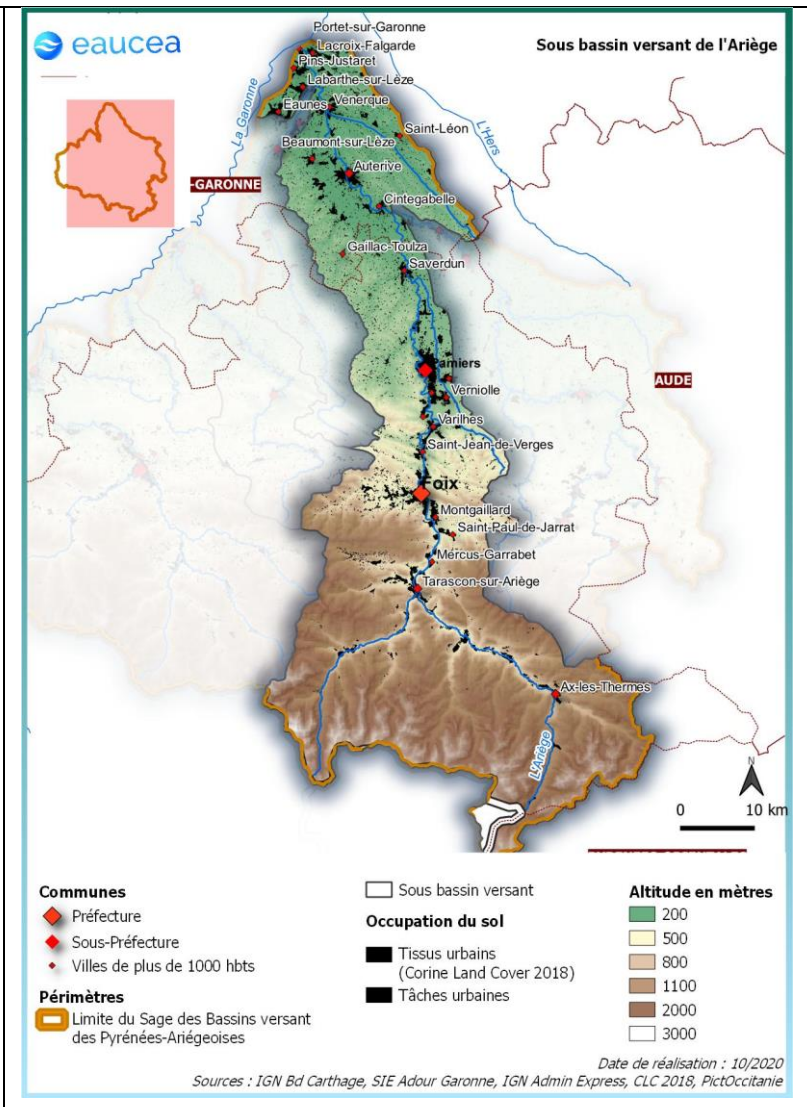 eaucea
Sous bassin versant de l'Ariège
Portet-sur-Garonne
Lacroix-Falgarde
Pins-Justaret
Labarthe-sur-Lèze
Eaunes
Venerque
La Garonne
L'Hers
Saint-Léon
Beaumont-sur-Lèze
Auterive
-GARONNE
Cintegabelle
Gaillac-Toulza
Saverdun
Pamiers
AUDE
Verniolle
Varilhes
Saint-Jean-de-Verges
Foix
Montgaillard
Saint-Paul-de-Jarrat
Mercus-Garrabet
Tarascon-sur-Ariège
Ax-les-Thermes
L'Ariège
N
0 10 km
Communes
Préfecture
Sous-Préfecture
Villes de plus de 1000 hbts
Périmètres
Limite du Sage des Bassins versant
des Pyrénées-Ariégeoises
Sous bassin versant
Occupation du sol
Tissus urbains
(Corine Land Cover 2018)
Tâches urbaines
Altitude en mètres
200
500
800
1100
2000
3000
Date de réalisation : 10/2020
Sources : IGN Bd Carthage, SIE Adour Garonne, IGN Admin Express, CLC 2018, PictOccitanie